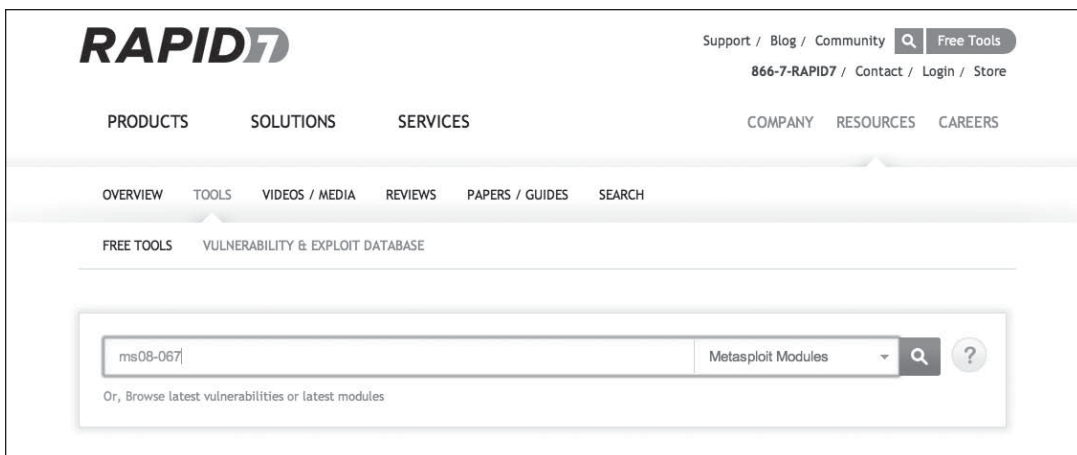 RAPID7
Support / Blog / Community Free Tools
866-7-RAPID7 / Contact / Login / Store
PRODUCTS SOLUTIONS SERVICES COMPANY RESOURCES CAREERS
OVERVIEW TOOLS VIDEOS / MEDIA REVIEWS PAPERS / GUIDES SEARCH
FREE TOOLS VULNERABILITY & EXPLOIT DATABASE
ms08-067 Metasploit Modules ?
Or, Browse latest vulnerabilities or latest modules